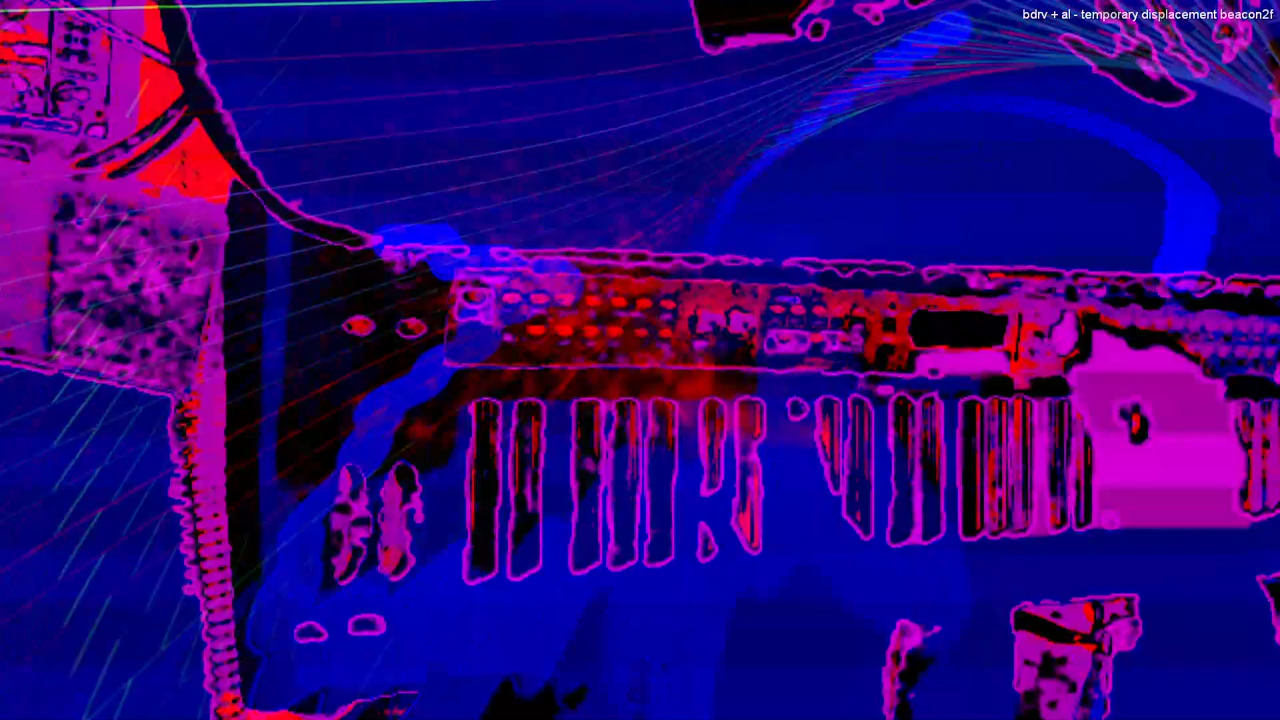 bdrv + al - temporary displacement beacon2f